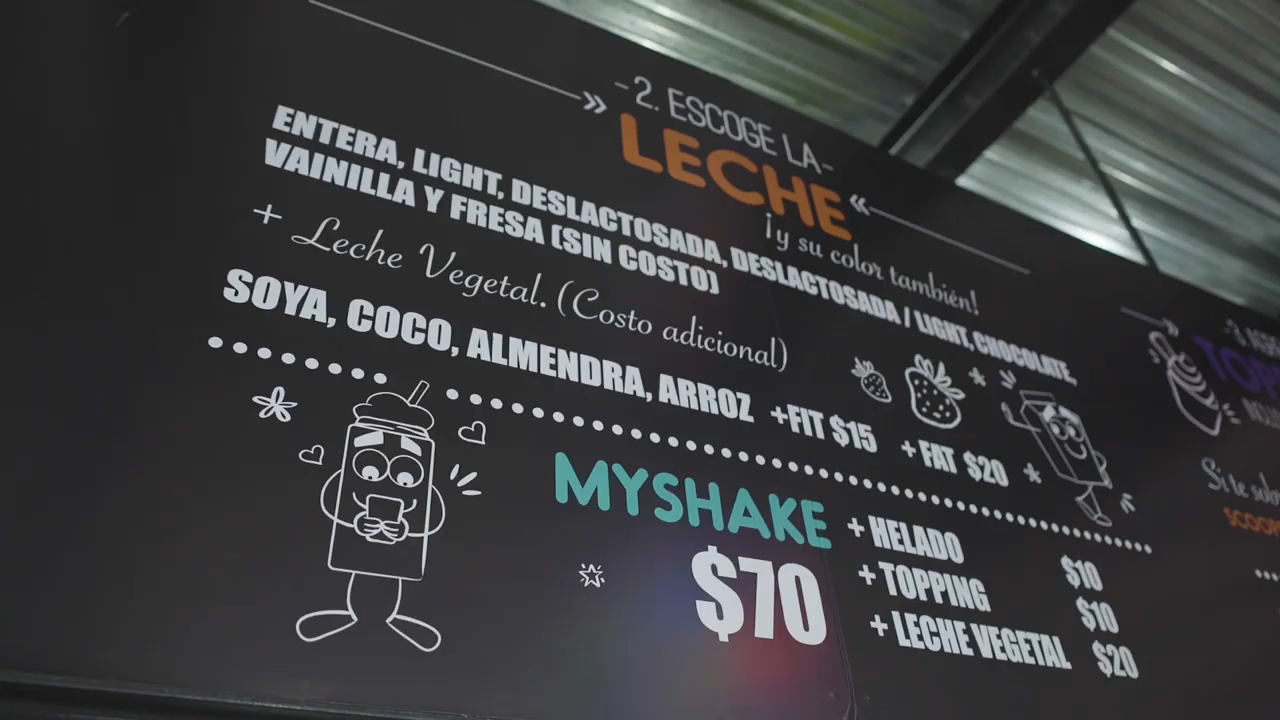 -2. ESCOGE LA-
LECHE
¡y su color también!
ENTERA, LIGHT, DESLACTOSADA, DESLACTOSADA / LIGHT, CHOCOLATE,
VAINILLA Y FRESA (SIN COSTO)
+ Leche Vegetal. (Costo adicional)
SOYA, COCO, ALMENDRA, ARROZ +FIT $15 +FAT $20
MYSHAKE
$70
+ HELADO $10
+ TOPPING $10
+ LECHE VEGETAL $20
Si te